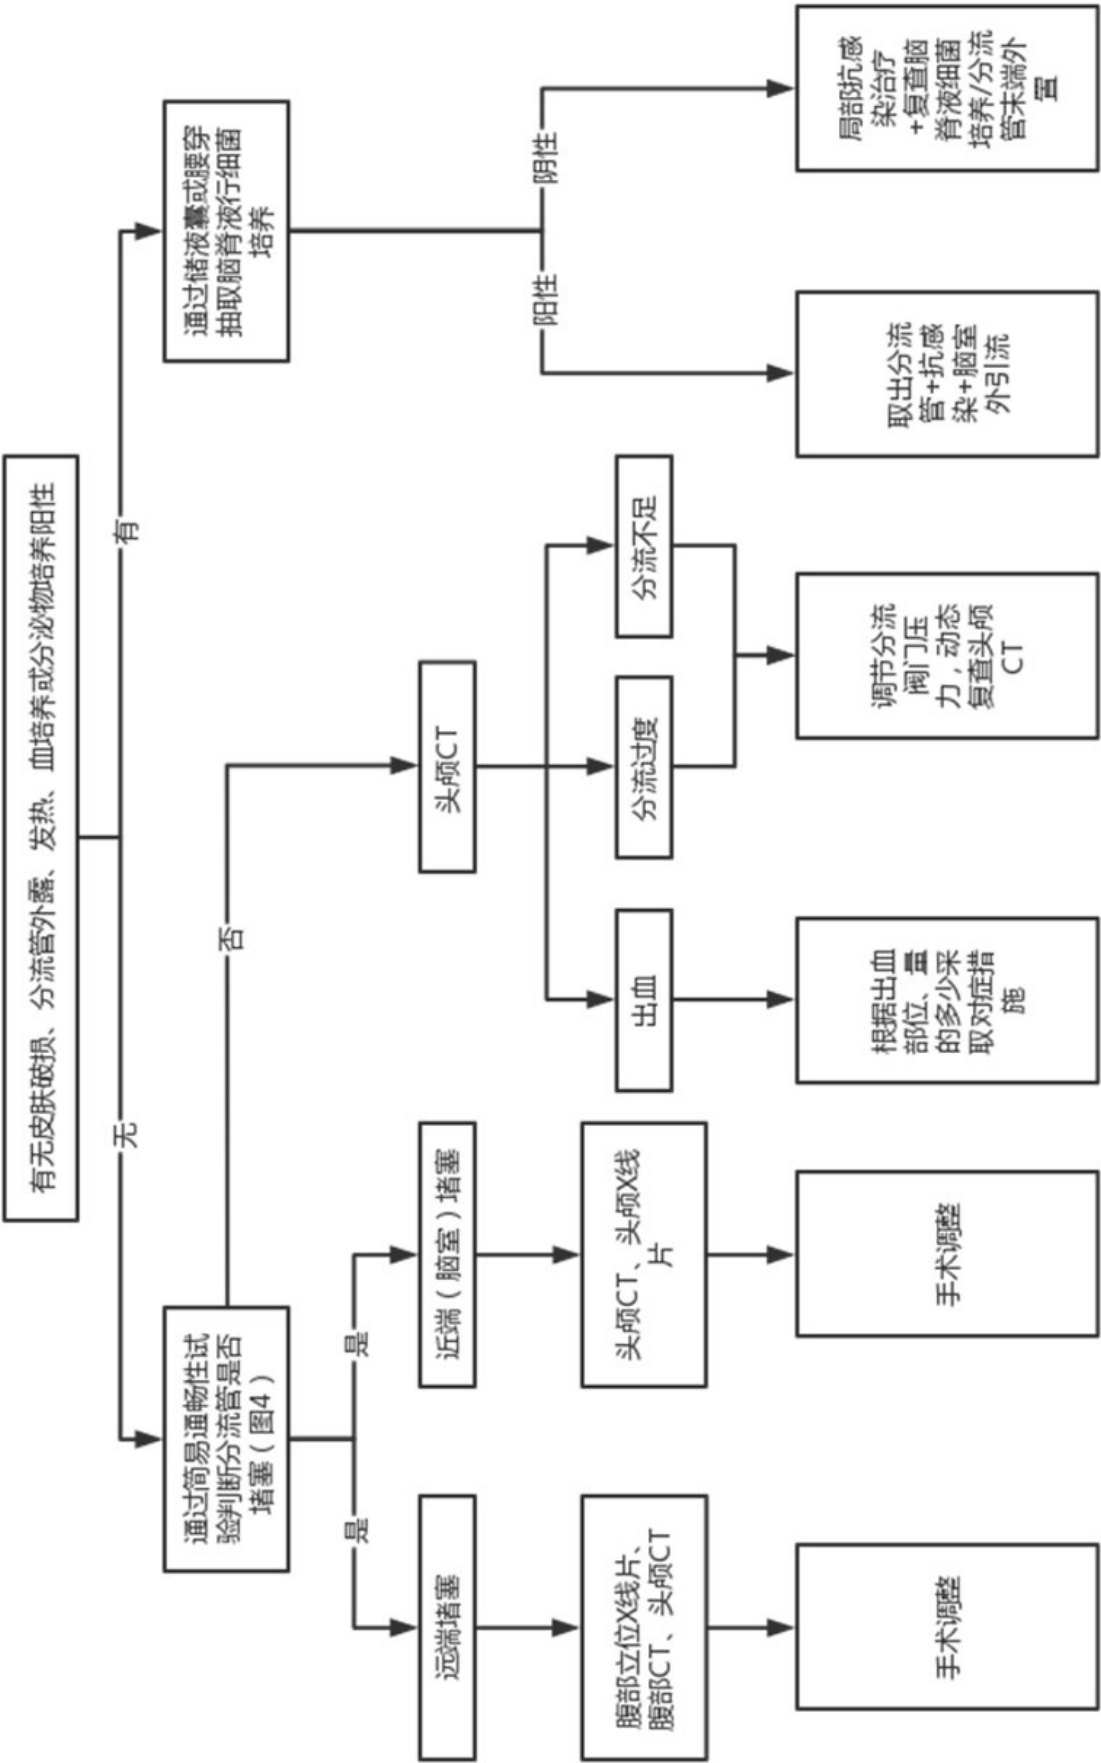 有无皮肤破损、分流管外露、发热、血培养或分泌物培养阳性
无
有
通过简易通畅性试
验判断分流管是否
堵塞（图4）
通过储液囊或腰穿
抽取脑脊液行细菌
培养
否
是
是
阳性
阴性
远端堵塞
近端（脑室）堵塞
头颅CT
腹部立位X线片、
腹部CT、头颅CT
头颅CT、头颅X线
片
出血
分流过度
分流不足
手术调整
手术调整
根据出血
部位、量
的多少采
取对症措
施
调节分流
阀门压
力，动态
复查头颅
CT
取出分流
管+抗感
染+脑室
外引流
局部抗感
染治疗
+复查脑
脊液细菌
培养/分流
管末端外
置